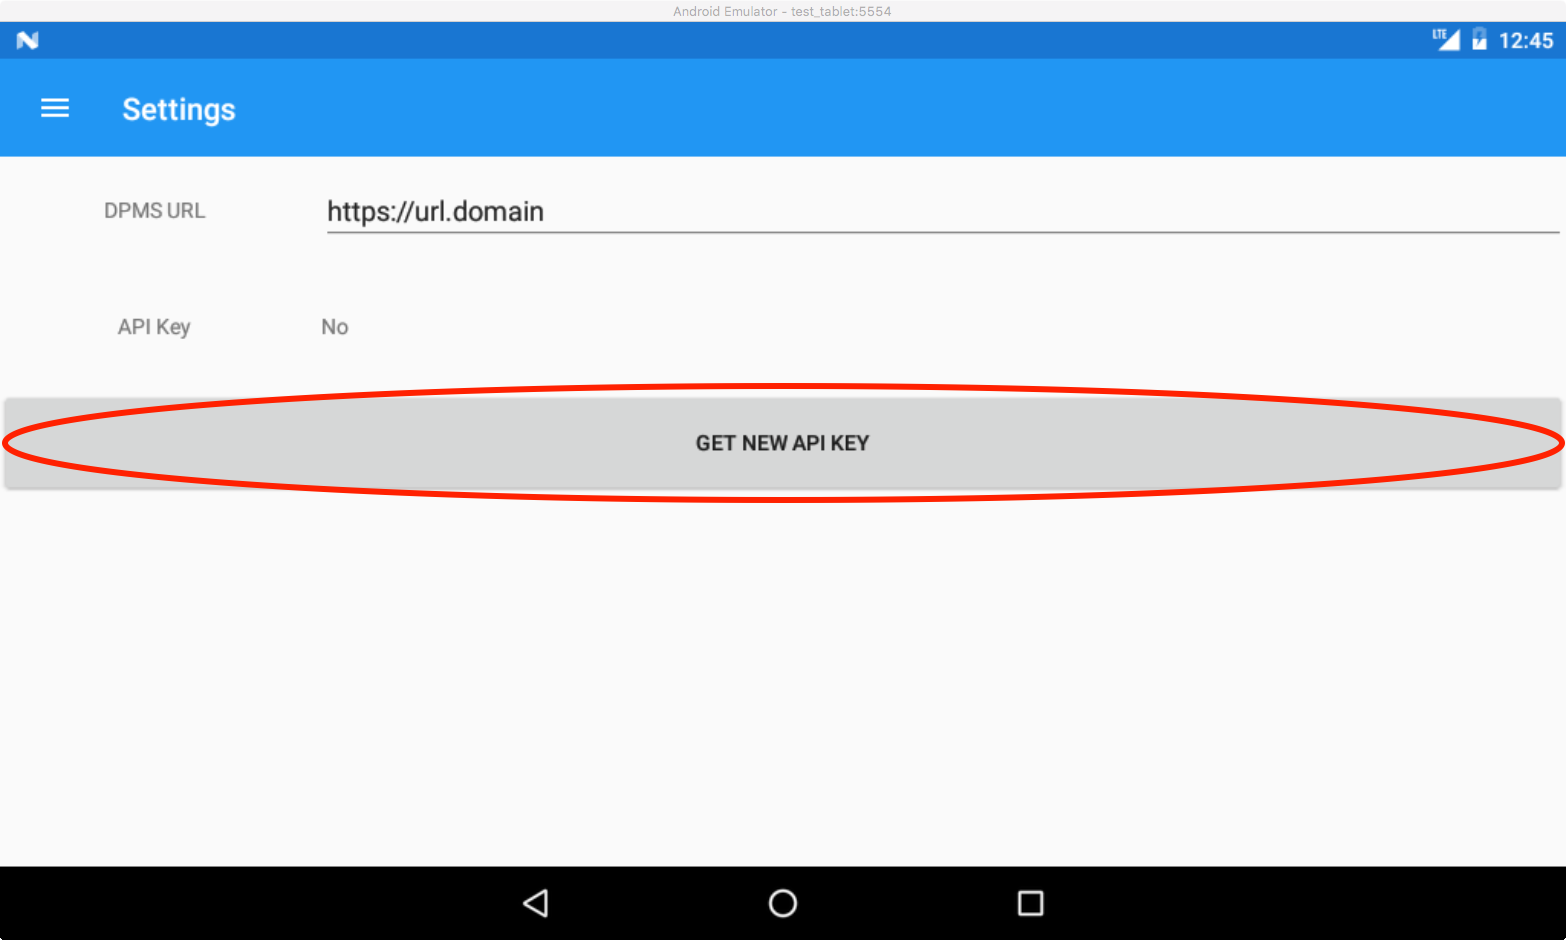 Android Emulator - test_tablet:5554
LTE 12:45
Settings
DPMS URL https://url.domain
API Key No
GET NEW API KEY